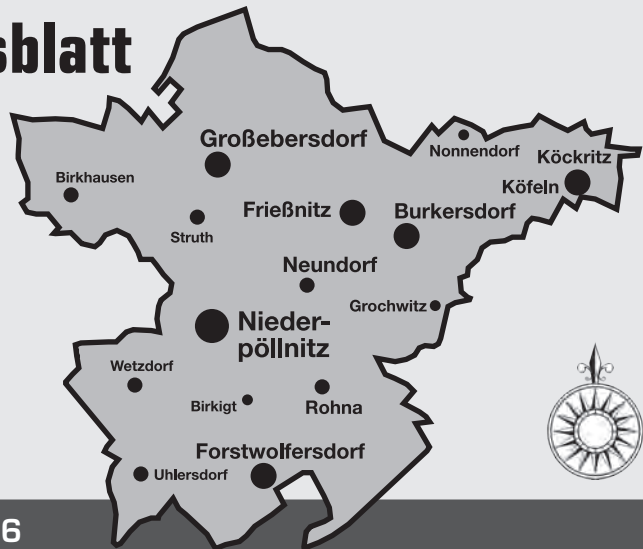 sblatt
Großebersdorf
Nonnendorf
Köckritz
Birkhausen
Köfeln
Frießnitz
Burkersdorf
Struth
Neundorf
Grochwitz
Nieder-
pöllnitz
Wetzdorf
Birkigt
Rohna
Forstwolfersdorf
Uhlersdorf
6